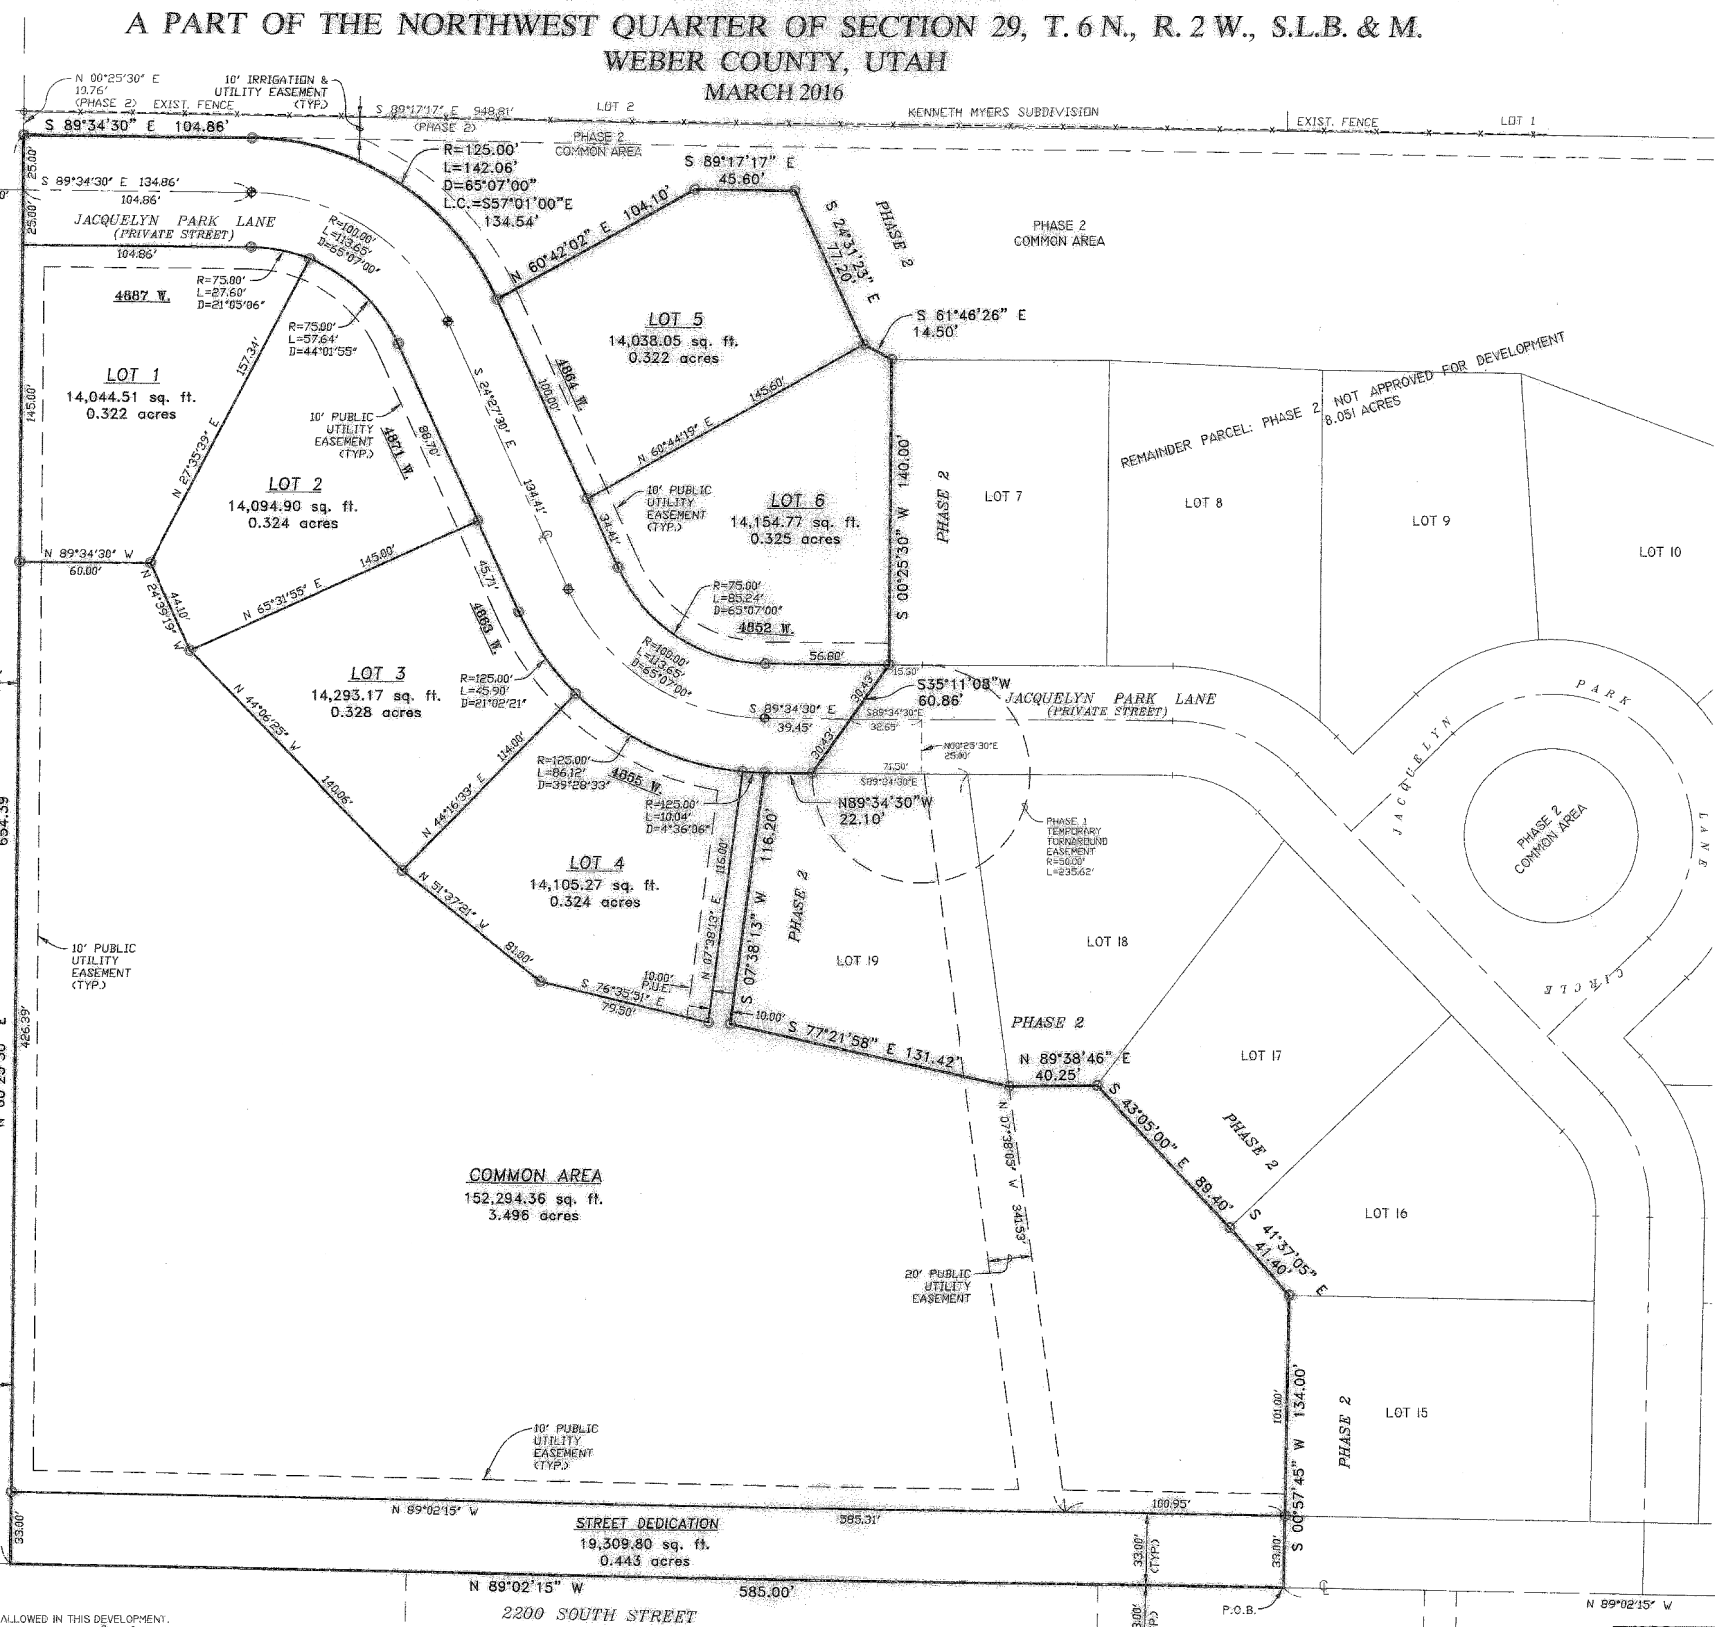 A PART OF THE NORTHWEST QUARTER OF SECTION 29, T. 6 N., R. 2 W., S.L.B. & M.
WEBER COUNTY, UTAH
MARCH 2016
N 00°25'30" E
19.76'
(PHASE 2)
EXIST. FENCE
10' IRRIGATION &
UTILITY EASEMENT
(TYP.)
S 89°17'17" E 948.81'
(PHASE 2)
LOT 2
KENNETH MYERS SUBDIVISION
EXIST. FENCE
LOT 1
S 89°34'30" E 104.86'
PHASE 2
COMMON AREA
R=125.00'
L=142.06'
D=65°07'00"
L.C.=S57°01'00"E
134.54'
S 89°17'17" E
45.60'
25.00'
S 89°34'30" E 134.86'
104.86'
25.00'
JACQUELYN PARK LANE
(PRIVATE STREET)
104.86'
R=100.00'
L=113.65'
D=65°07'00"
N 60°42'02" E 104.10'
S 24°31'23" E
77.20'
PHASE 2
PHASE 2
COMMON AREA
R=75.00'
L=27.60'
D=21°05'06"
4887 W.
R=75.00'
L=57.64'
D=44°01'55"
LOT 5
14,038.05 sq. ft.
0.322 acres
S 61°46'26" E
14.50'
157.34'
N 27°35'39" E
LOT 1
14,044.51 sq. ft.
0.322 acres
145.00'
S 24°27'30" E
134.41'
4864 W.
100.00'
145.60'
N 60°44'19" E
REMAINDER PARCEL: PHASE 2 NOT APPROVED FOR DEVELOPMENT
8.051 ACRES
10' PUBLIC
UTILITY
EASEMENT
(TYP.)
4871 W.
88.70'
LOT 2
14,094.90 sq. ft.
0.324 acres
10' PUBLIC
UTILITY
EASEMENT
(TYP.)
34.41'
LOT 6
14,154.77 sq. ft.
0.325 acres
S 00°25'30" W 140.00'
PHASE 2
LOT 7
LOT 8
LOT 9
LOT 10
N 89°34'30" W
60.00'
N 24°39'19" W
44.10'
145.00'
N 65°31'55" E
45.71'
4863 W.
R=75.00'
L=85.24'
D=65°07'00"
4852 W.
56.80'
R=100.00'
L=113.65'
D=65°07'00"
LOT 3
14,293.17 sq. ft.
0.328 acres
R=125.00'
L=45.90'
D=21°02'21"
S 89°34'30" E
39.45'
30.43'
30.43'
S35°11'08"W
60.86'
S89°34'30"E
32.65'
JACQUELYN PARK LANE
(PRIVATE STREET)
N00°25'30"E
25.00'
71.50'
S89°34'30"E
N 44°06'25" W
140.06'
114.00'
N 44°16'33" E
R=125.00'
L=86.12'
D=39°28'33"
4855 W.
R=125.00'
L=10.04'
D=4°36'06"
N89°34'30"W
22.10'
PHASE 1
TEMPORARY
TURNAROUND
EASEMENT
R=50.00'
L=235.62'
JACQUELYN
PARK
LANE
CIRCLE
PHASE 2
COMMON AREA
LOT 4
14,105.27 sq. ft.
0.324 acres
116.00'
N 07°38'13" E
116.20'
S 07°38'13" W
PHASE 2
LOT 19
LOT 18
N 51°37'21" W
81.00'
10.00'
P.U.E.
S 76°35'51" E
79.50'
10.00'
S 77°21'58" E 131.42'
10' PUBLIC
UTILITY
EASEMENT
(TYP.)
654.39
426.39'
PHASE 2
N 89°38'46" E
40.25'
LOT 17
S 43°05'00" E 89.40'
PHASE 2
N 07°38'05" W 341.53'
COMMON AREA
152,294.36 sq. ft.
3.496 acres
S 41°37'05" E
41.40'
LOT 16
20' PUBLIC
UTILITY
EASEMENT
10' PUBLIC
UTILITY
EASEMENT
(TYP.)
101.00'
S 00°57'45" W 134.00'
PHASE 2
LOT 15
N 89°02'15" W
585.31'
100.95'
33.00'
STREET DEDICATION
19,309.80 sq. ft.
0.443 acres
33.00'
(TYP.)
33.00'
N 89°02'15" W
585.00'
2200 SOUTH STREET
P.O.B.
N 89°02'15" W
ALLOWED IN THIS DEVELOPMENT.